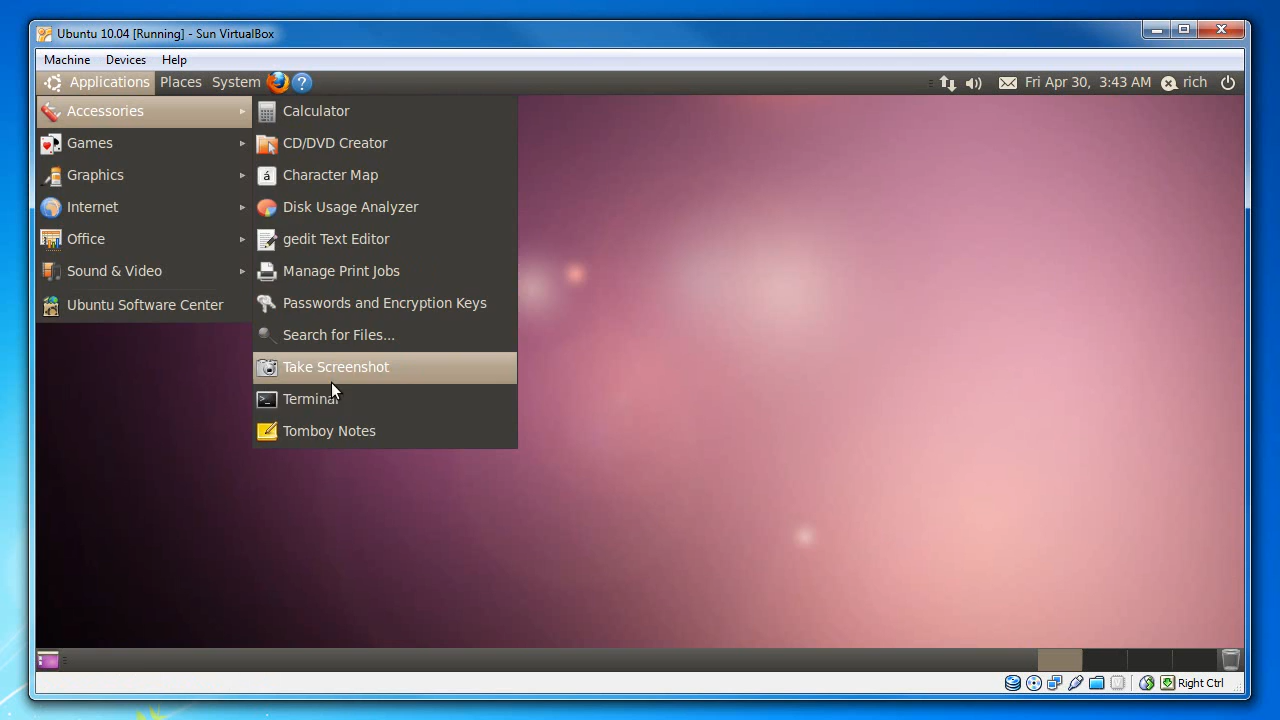 Ubuntu 10.04 [Running] - Sun VirtualBox
Machine Devices Help
Applications Places System ? Fri Apr 30, 3:43 AM rich
Accessories
Games
Graphics
Internet
Office
Sound & Video
Ubuntu Software Center
Calculator
CD/DVD Creator
á Character Map
Disk Usage Analyzer
gedit Text Editor
Manage Print Jobs
Passwords and Encryption Keys
Search for Files...
Take Screenshot
>_ Terminal
Tomboy Notes
Right Ctrl